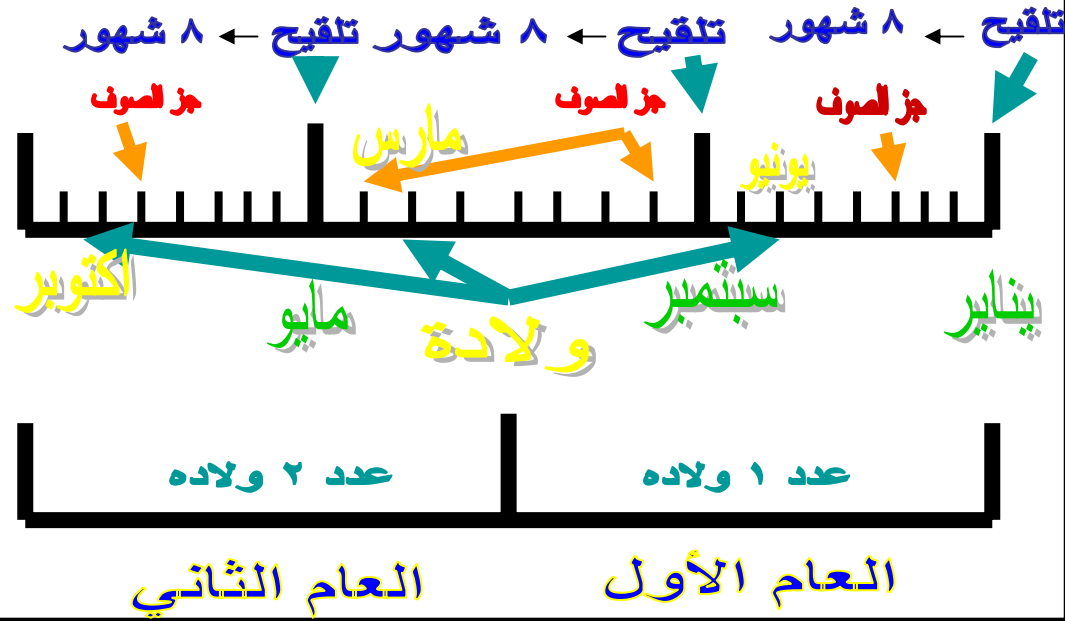 تلقيح ← ٨ شهور تلقيح ← ٨ شهور تلقيح ← ٨ شهور
جز الصوف جز الصوف جز الصوف
يونيو مارس
يناير سبتمبر مايو أكتوبر
ولادة
عدد ١ ولاده عدد ٢ ولاده
العام الأول العام الثاني